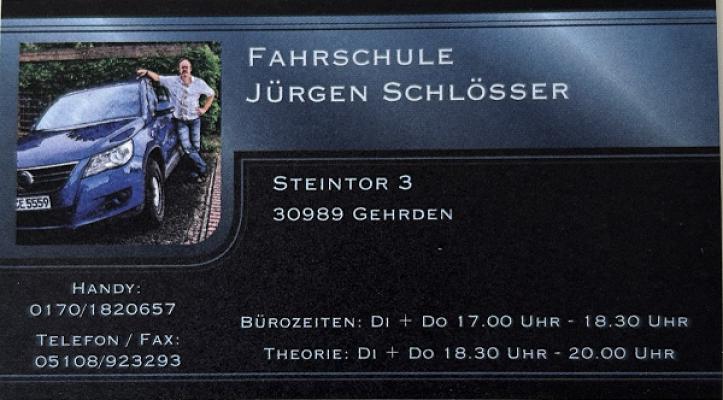 FAHRSCHULE
JÜRGEN SCHLÖSSER
STEINTOR 3
30989 GEHRDEN
E 5559
HANDY:
0170/1820657
TELEFON / FAX:
05108/923293
BÜROZEITEN: DI + DO 17.00 UHR - 18.30 UHR
THEORIE: DI + DO 18.30 UHR - 20.00 UHR